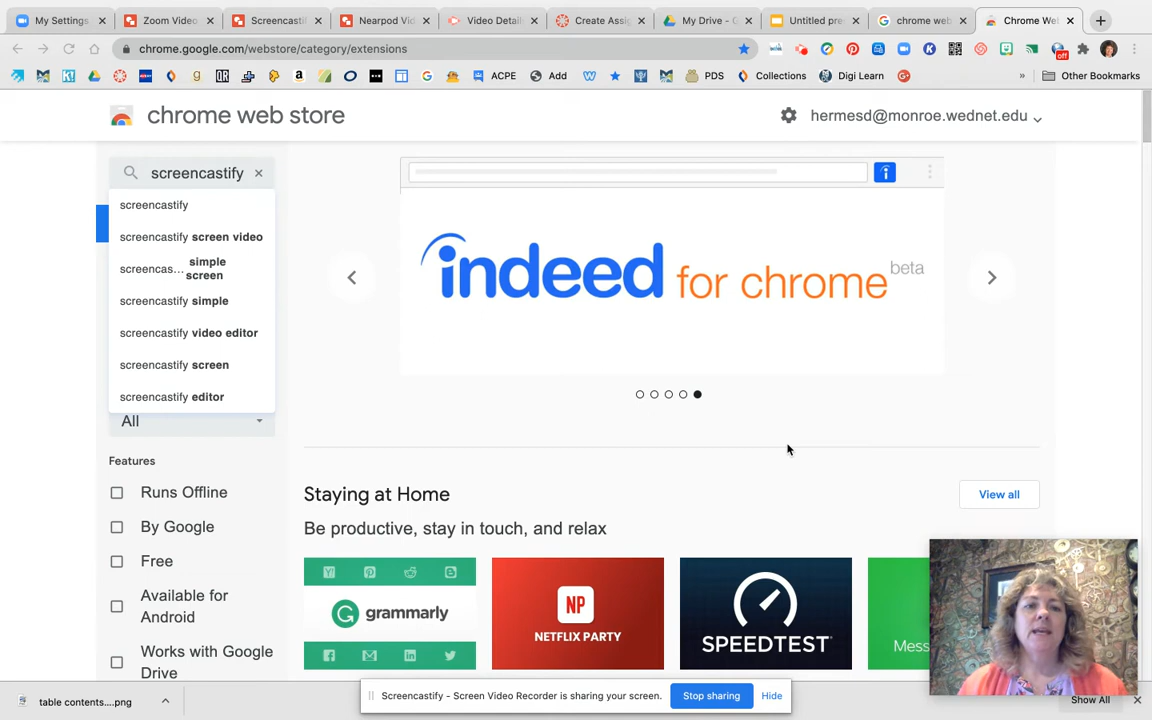 My Settings
Zoom Video
Screencastif
Nearpod Vid
Video Detail
Create Assig
My Drive - G
Untitled pres
chrome web
Chrome We
chrome.google.com/webstore/category/extensions
off
ACPE
Add
PDS
Collections
Digi Learn
»
Other Bookmarks
chrome web store
hermesd@monroe.wednet.edu
screencastify
screencastify
screencastify screen video
screencas... simple screen
screencastify simple
screencastify video editor
screencastify screen
screencastify editor
All
Features
Runs Offline
By Google
Free
Available for
Android
Works with Google
Drive
indeed for chrome beta
Staying at Home
View all
Be productive, stay in touch, and relax
grammarly
NP
NETFLIX PARTY
SPEEDTEST
Mess
table contents....png
Screencastify - Screen Video Recorder is sharing your screen.
Stop sharing
Hide
Show All